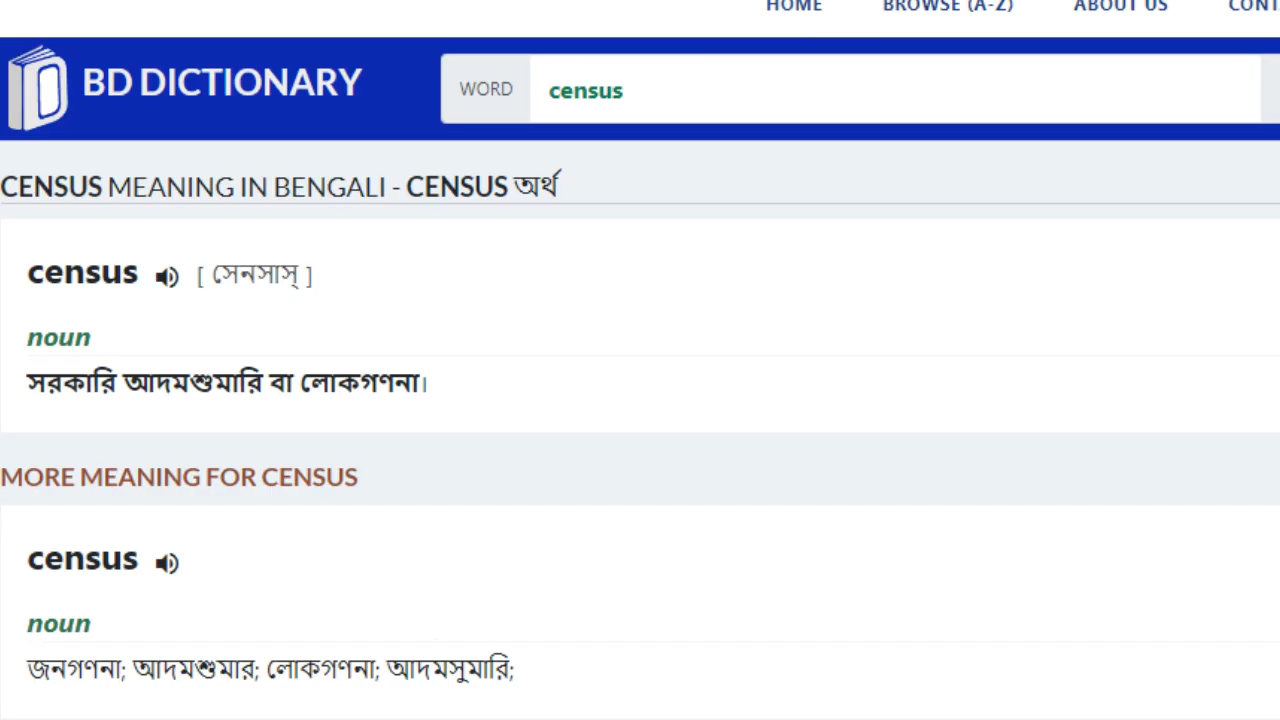 HOME BROWSE (A-Z) ABOUT US
BD DICTIONARY WORD census
CENSUS MEANING IN BENGALI - CENSUS অর্থ
census [ সেনসাস্ ]
noun
সরকারি আদমশুমারি বা লোকগণনা।
MORE MEANING FOR CENSUS
census
noun
জনগণনা; আদমশুমার; লোকগণনা; আদমসুমারি;